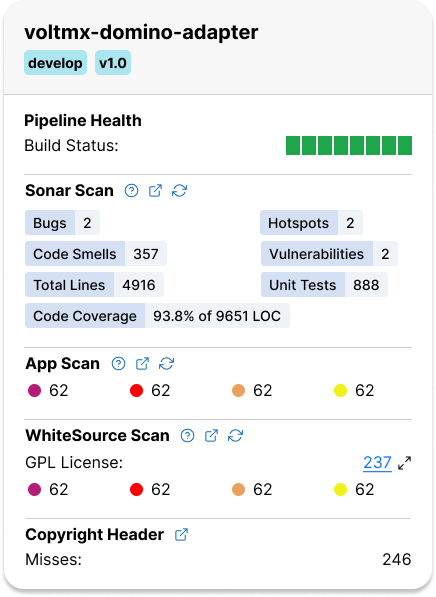 voltmx-domino-adapter
develop v1.0
Pipeline Health
Build Status:
Sonar Scan
Bugs 2 Hotspots 2
Code Smells 357 Vulnerabilities 2
Total Lines 4916 Unit Tests 888
Code Coverage 93.8% of 9651 LOC
App Scan
62 62 62 62
WhiteSource Scan
GPL License: 237
62 62 62 62
Copyright Header
Misses: 246